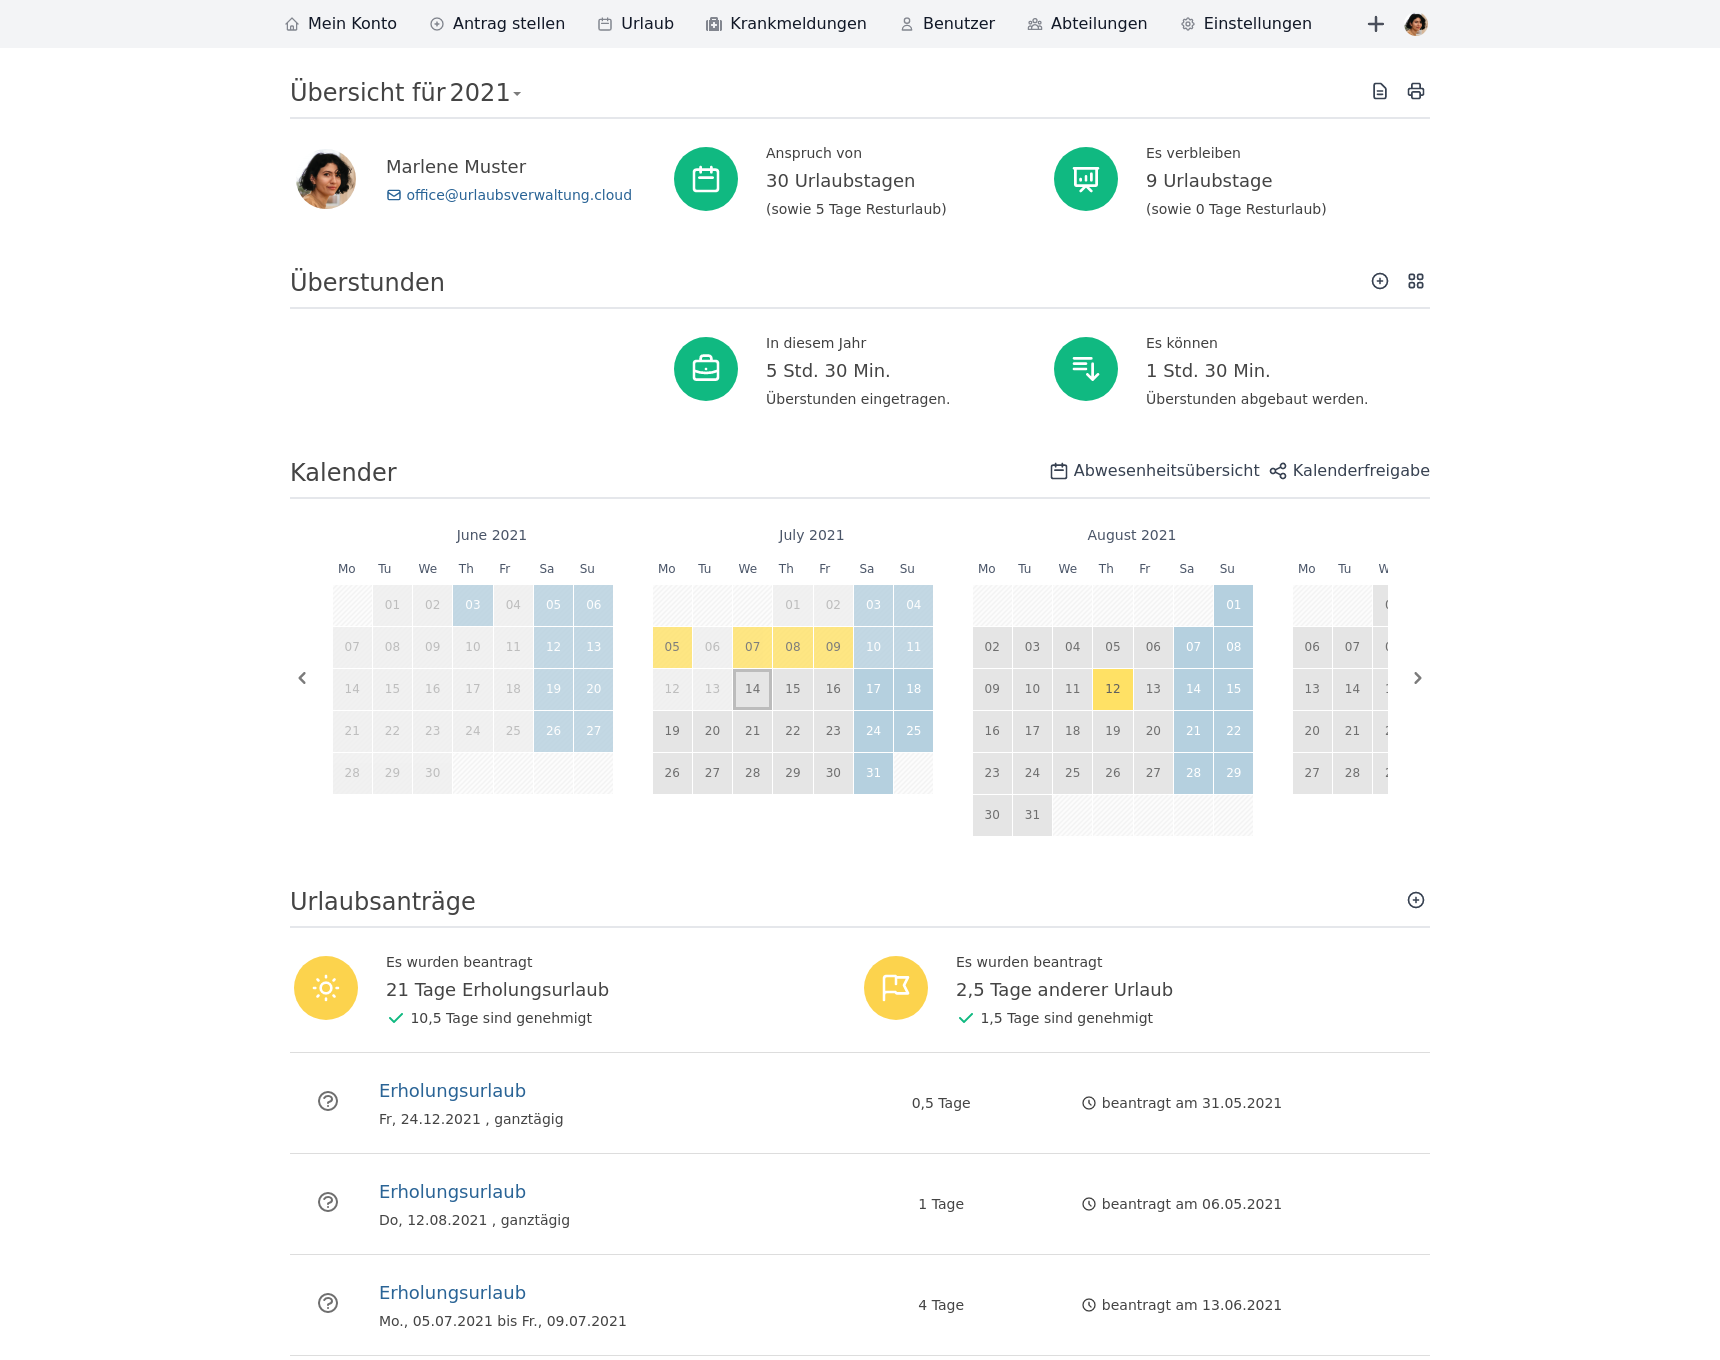 Mein Konto Antrag stellen Urlaub Krankmeldungen Benutzer Abteilungen Einstellungen
Übersicht für 2021
Marlene Muster
office@urlaubsverwaltung.cloud
Anspruch von
30 Urlaubstagen
(sowie 5 Tage Resturlaub)
Es verbleiben
9 Urlaubstage
(sowie 0 Tage Resturlaub)
Überstunden
In diesem Jahr
5 Std. 30 Min.
Überstunden eingetragen.
Es können
1 Std. 30 Min.
Überstunden abgebaut werden.
Kalender
Abwesenheitsübersicht Kalenderfreigabe
June 2021
Mo Tu We Th Fr Sa Su
01 02 03 04 05 06
07 08 09 10 11 12 13
14 15 16 17 18 19 20
21 22 23 24 25 26 27
28 29 30
July 2021
Mo Tu We Th Fr Sa Su
01 02 03 04
05 06 07 08 09 10 11
12 13 14 15 16 17 18
19 20 21 22 23 24 25
26 27 28 29 30 31
August 2021
Mo Tu We Th Fr Sa Su
01
02 03 04 05 06 07 08
09 10 11 12 13 14 15
16 17 18 19 20 21 22
23 24 25 26 27 28 29
30 31
Mo Tu
06 07
13 14
20 21
27 28
Urlaubsanträge
Es wurden beantragt
21 Tage Erholungsurlaub
10,5 Tage sind genehmigt
Es wurden beantragt
2,5 Tage anderer Urlaub
1,5 Tage sind genehmigt
Erholungsurlaub
Fr, 24.12.2021 , ganztägig
0,5 Tage
beantragt am 31.05.2021
Erholungsurlaub
Do, 12.08.2021 , ganztägig
1 Tage
beantragt am 06.05.2021
Erholungsurlaub
Mo., 05.07.2021 bis Fr., 09.07.2021
4 Tage
beantragt am 13.06.2021